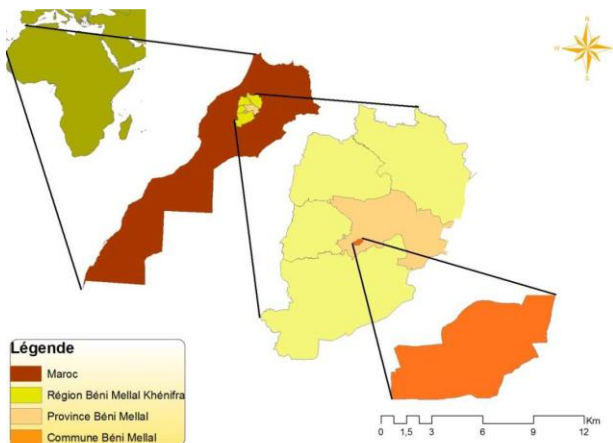 N
W E
S
Légende
Maroc
Région Béni Mellal Khénifra
Province Béni Mellal
Commune Béni Mellal
Km
0 1,5 3 6 9 12